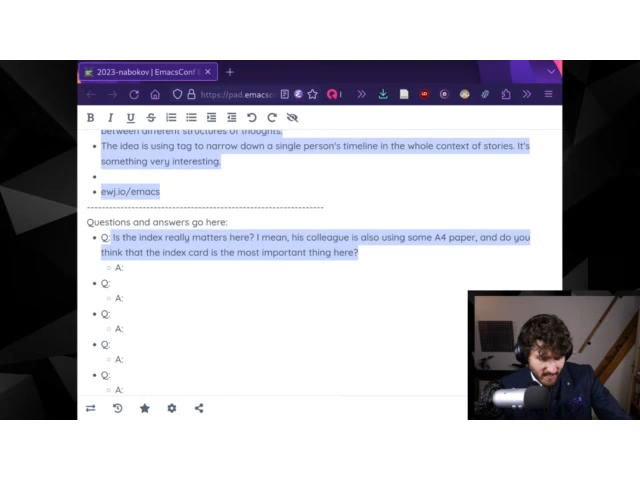 2023-nabokov | EmacsConf
https://pad.emacsc
between different structures of thoughts.
The idea is using tag to narrow down a single person's timeline in the whole context of stories. It's
something very interesting.
ewj.io/emacs
----------------------------------------------------------------
Questions and answers go here:
Q: Is the index really matters here? I mean, his colleague is also using some A4 paper, and do you
think that the index card is the most important thing here?
A:
Q:
A:
Q:
A:
Q:
A:
Q:
A: